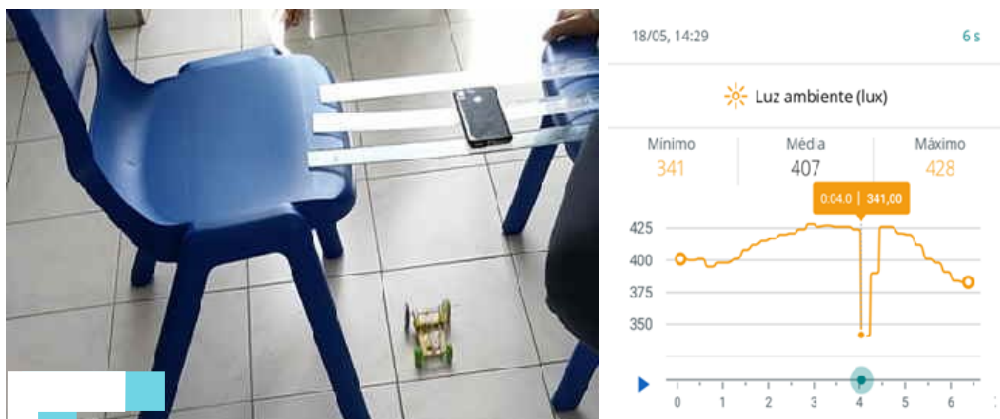 18/05, 14:29
6 s
Luz ambiente (lux)
Mínimo
Média
Máximo
341
407
428
0:04.0 | 341,00
425
400
375
350
0 1 2 3 4 5 6